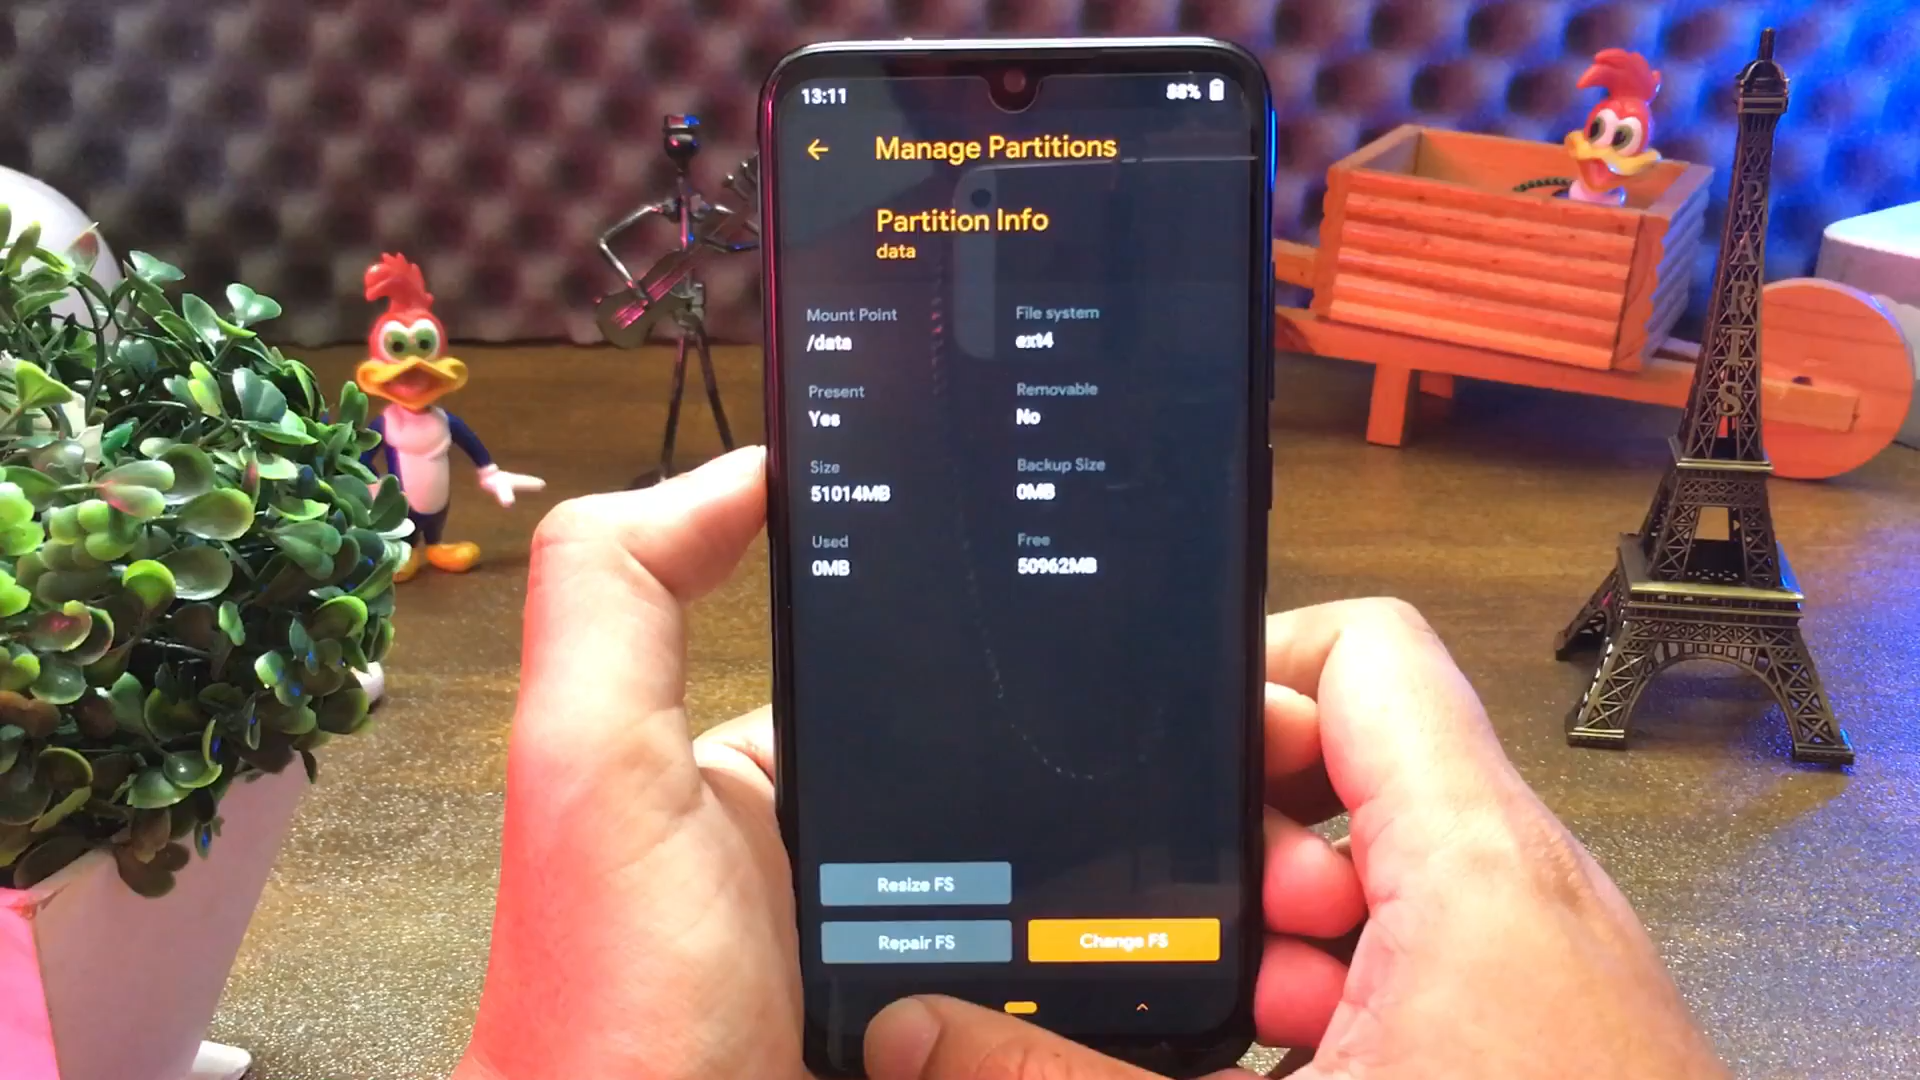 13:11
88%
Manage Partitions
Partition Info
data
Mount Point
File system
/data
ext4
Present
Removable
Yes
No
Size
Backup Size
51014MB
0MB
Used
Free
0MB
50962MB
Resize FS
Repair FS
Change FS
PARIS